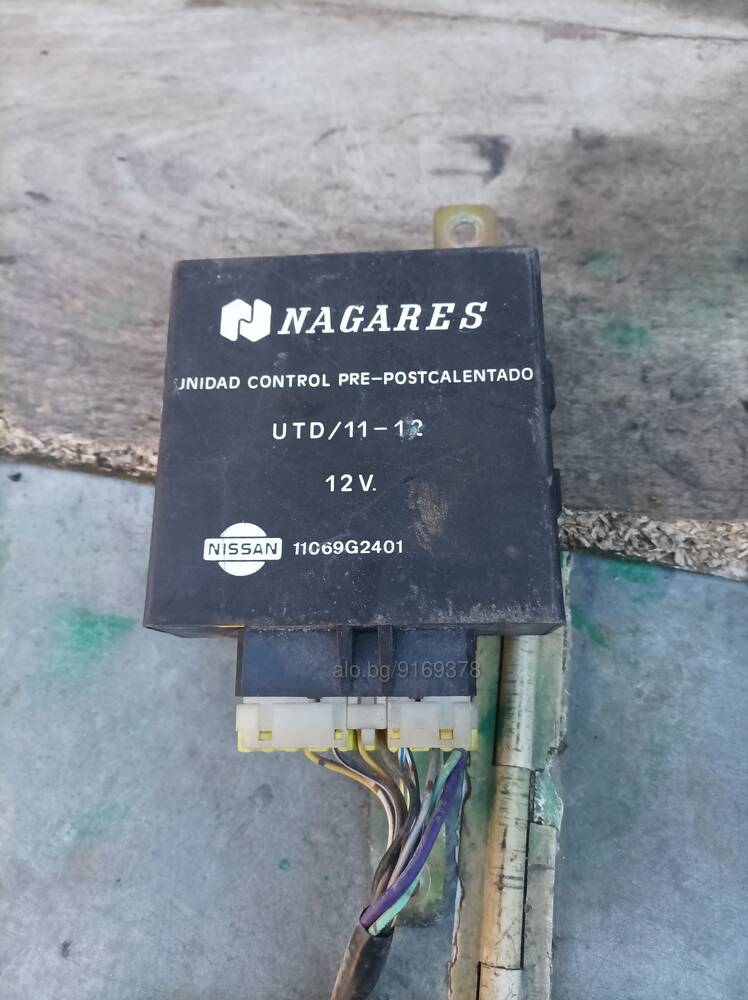 NAGARES
UNIDAD CONTROL PRE-POSTCALENTADO
UTD/11-12
12V.
NISSAN 11069G2401
alo.bg/9169378